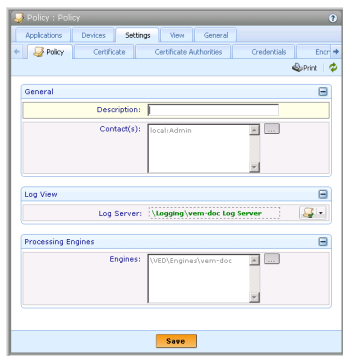 Policy : Policy
Applications Devices Settings View General
Policy Certificate Certificate Authorities Credentials Encr
Print
General
Description:
Contact(s): local:Admin ...
Log View
Log Server: \Logging\vem-doc Log Server
Processing Engines
Engines: \VED\Engines\vem-doc ...
Save